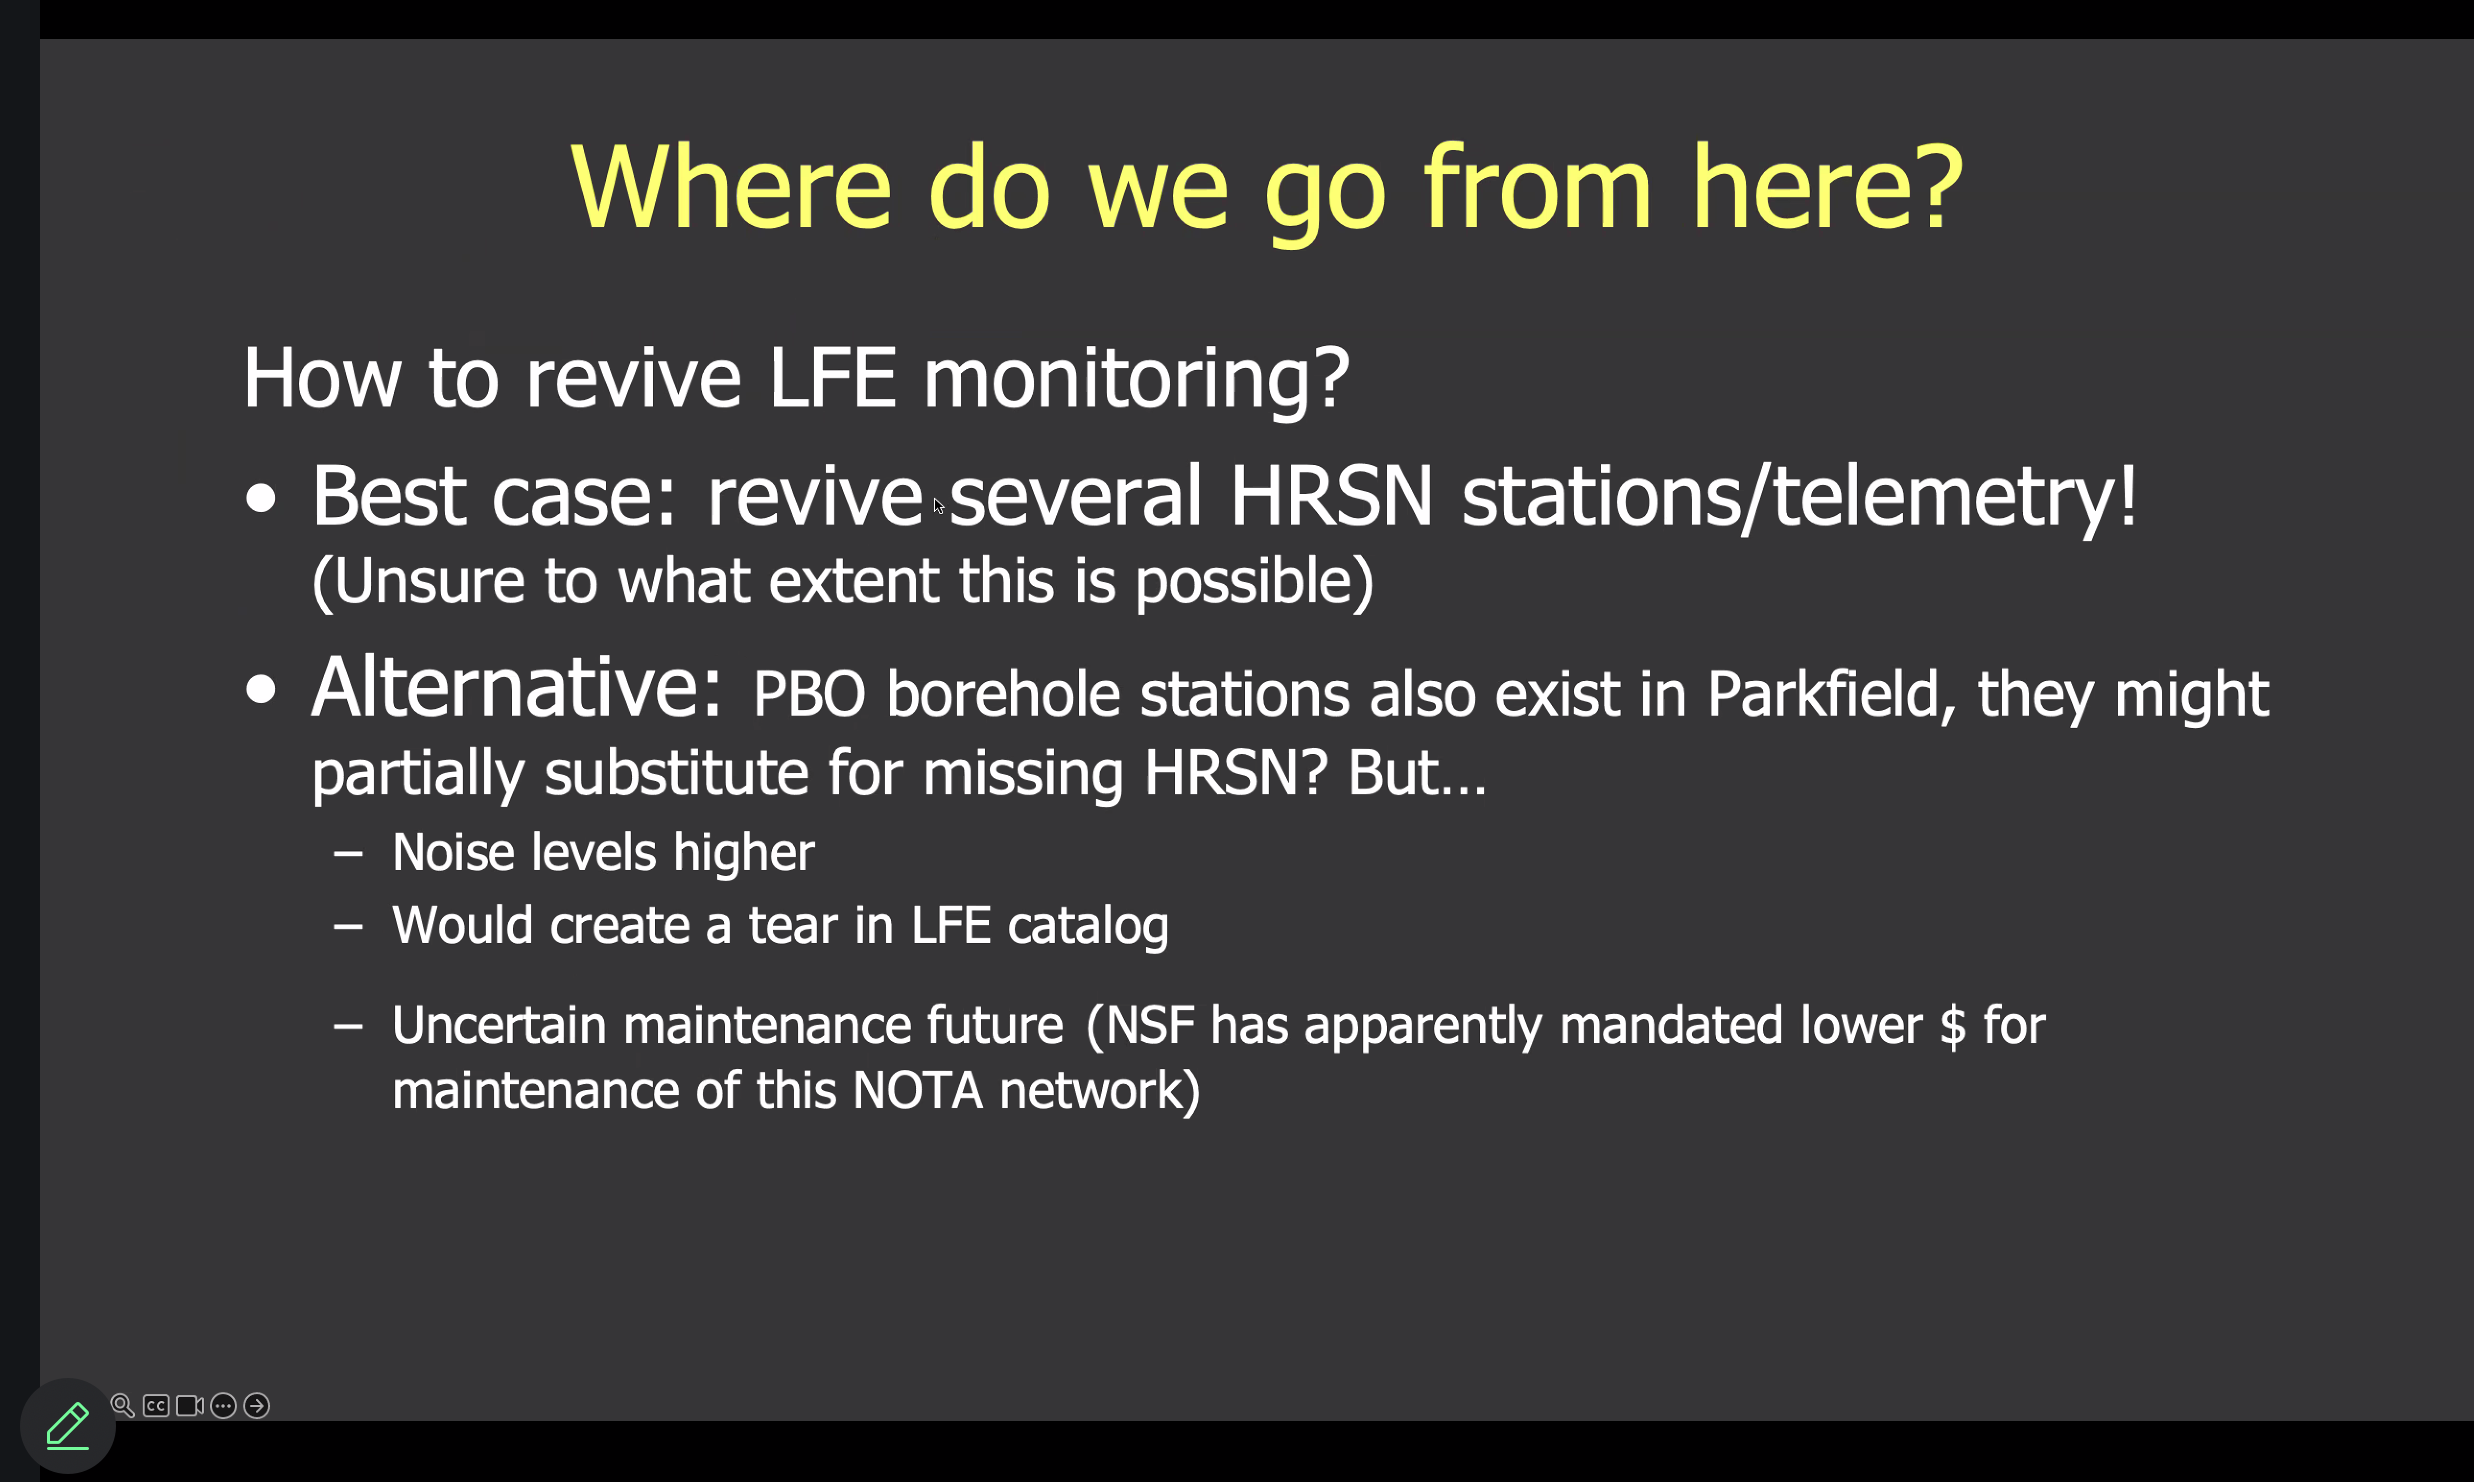 Where do we go from here?
How to revive LFE monitoring?
• Best case: revive several HRSN stations/telemetry!
(Unsure to what extent this is possible)
• Alternative: PBO borehole stations also exist in Parkfield, they might
partially substitute for missing HRSN? But...
– Noise levels higher
– Would create a tear in LFE catalog
– Uncertain maintenance future (NSF has apparently mandated lower $ for
maintenance of this NOTA network)
CC